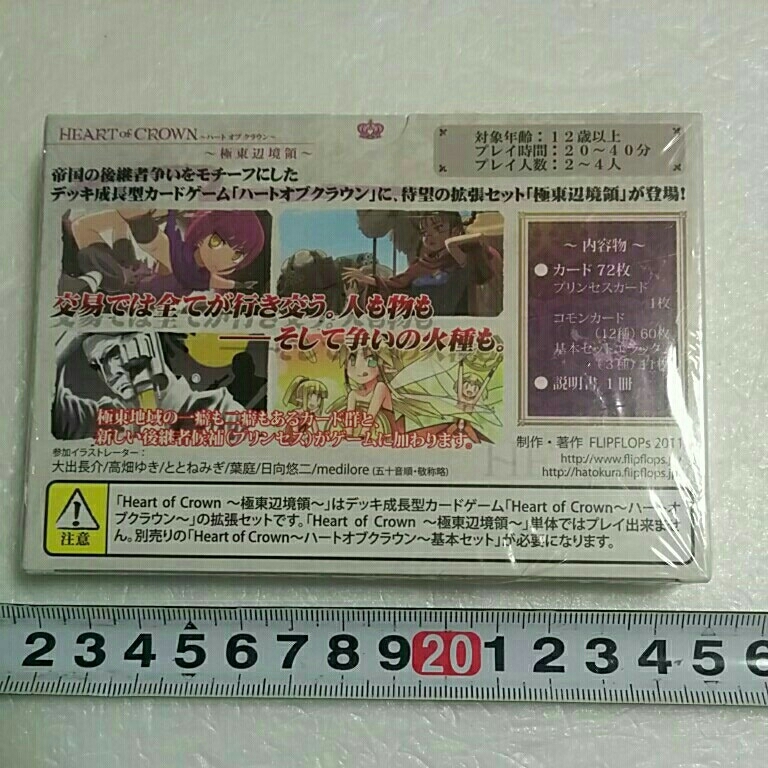 HEART of CROWN ～ハート オブ クラウン～
～極東辺境領～
対象年齢：12歳以上
プレイ時間：20～40分
プレイ人数：2～4人
帝国の後継者争いをモチーフにした
デッキ成長型カードゲーム「ハートオブクラウン」に、待望の拡張セット「極東辺境領」が登場!
交易では全てが行き交う。人も物も
――そして争いの火種も。
極東地域の一癖も二癖もあるカード群と
新しい後継者候補(プリンセス)がゲームに加わります。
～内容物～
●カード 72枚
プリンセスカード
1枚
コモンカード
(12種) 60枚
基本セットエラッタ
(3種) 11枚
●説明書 1冊
参加イラストレーター：
大出長介/高畑ゆき/ととねみぎ/葉庭/日向悠二/medilore (五十音順・敬称略)
制作・著作 FLIPFLOPs 2011
http://www.flipflops.jp
http://hatokura.flipflops.jp/
注意
「Heart of Crown ～極東辺境領～」はデッキ成長型カードゲーム「Heart of Crown～ハートオ
ブクラウン～」の拡張セットです。「Heart of Crown ～極東辺境領～」単体ではプレイ出来ませ
ん。別売りの「Heart of Crown～ハートオブクラウン～基本セット」が必要になります。
2 3 4 5 6 7 8 9 20 1 2 3 4 5 6